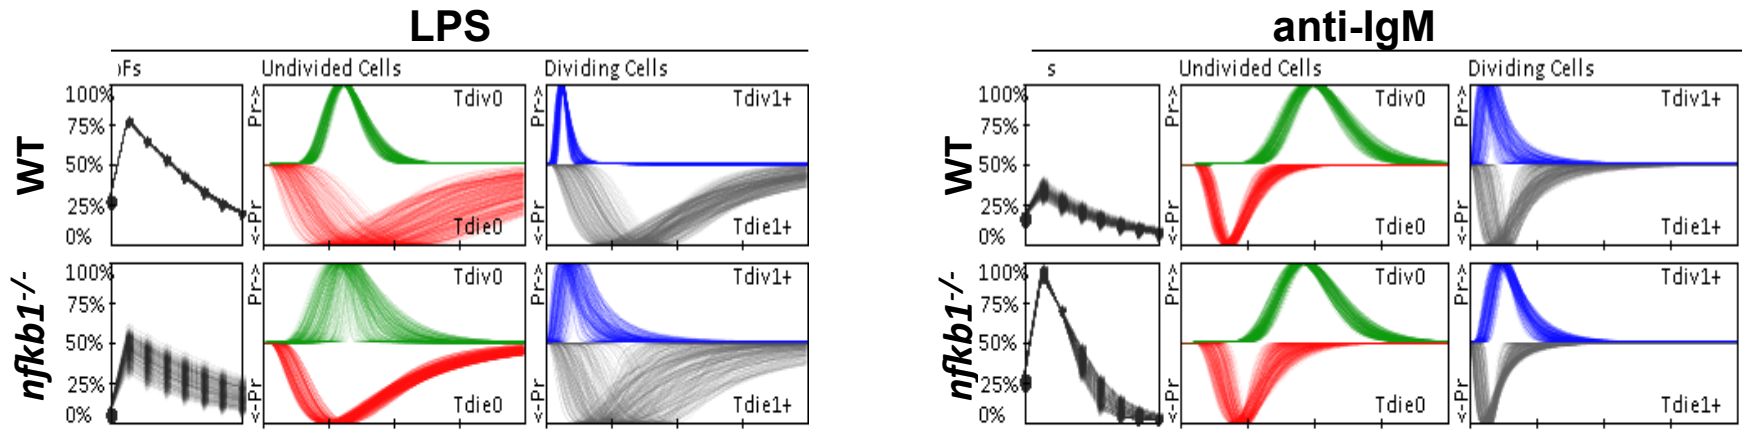 LPS
anti-IgM
Fs
Undivided Cells
Dividing Cells
s
Undivided Cells
Dividing Cells
WT
100%
75%
50%
25%
0%
Pr->
<-Pr
Tdiv0
Tdie0
Pr->
<-Pr
Tdiv1+
Tdie1+
WT
100%
75%
50%
25%
0%
Pr->
<-Pr
Tdiv0
Tdie0
Pr->
<-Pr
Tdiv1+
Tdie1+
nfkb1-/-
100%
75%
50%
25%
0%
Pr->
<-Pr
Tdiv0
Tdie0
Pr->
<-Pr
Tdiv1+
Tdie1+
nfkb1-/-
100%
75%
50%
25%
0%
Pr->
<-Pr
Tdiv0
Tdie0
Pr->
<-Pr
Tdiv1+
Tdie1+